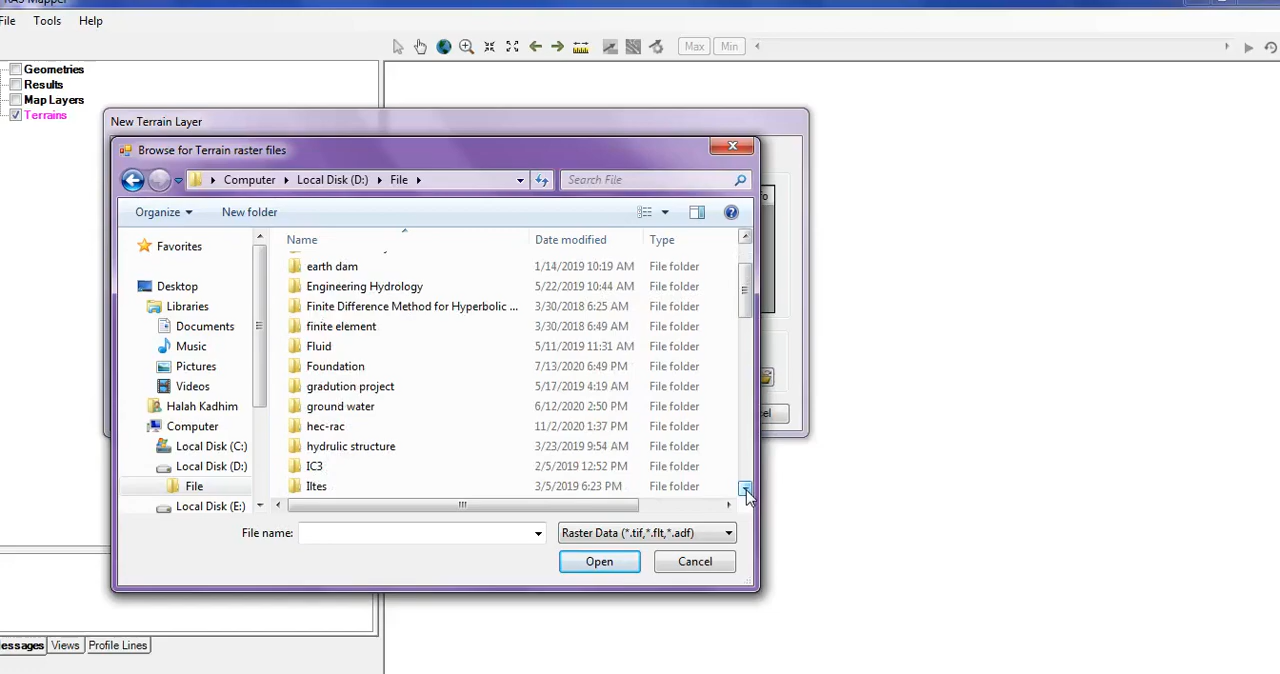 RAS Mapper
File Tools Help
Max Min
Geometries
Results
Map Layers
Terrains
New Terrain Layer
Browse for Terrain raster files
Computer Local Disk (D:) File Search File
Organize New folder
Name Date modified Type
Favorites
Desktop
Libraries
Documents
Music
Pictures
Videos
Halah Kadhim
Computer
Local Disk (C:)
Local Disk (D:)
File
Local Disk (E:)
earth dam 1/14/2019 10:19 AM File folder
Engineering Hydrology 5/22/2019 10:44 AM File folder
Finite Difference Method for Hyperbolic ... 3/30/2018 6:25 AM File folder
finite element 3/30/2018 6:49 AM File folder
Fluid 5/11/2019 11:31 AM File folder
Foundation 7/13/2020 6:49 PM File folder
gradution project 5/17/2019 4:19 AM File folder
ground water 6/12/2020 2:50 PM File folder
hec-rac 11/2/2020 1:37 PM File folder
hydrulic structure 3/23/2019 9:54 AM File folder
IC3 2/5/2019 12:52 PM File folder
Iltes 3/5/2019 6:23 PM File folder
File name: Raster Data (*.tif,*.flt,*.adf)
Open Cancel
Views Profile Lines